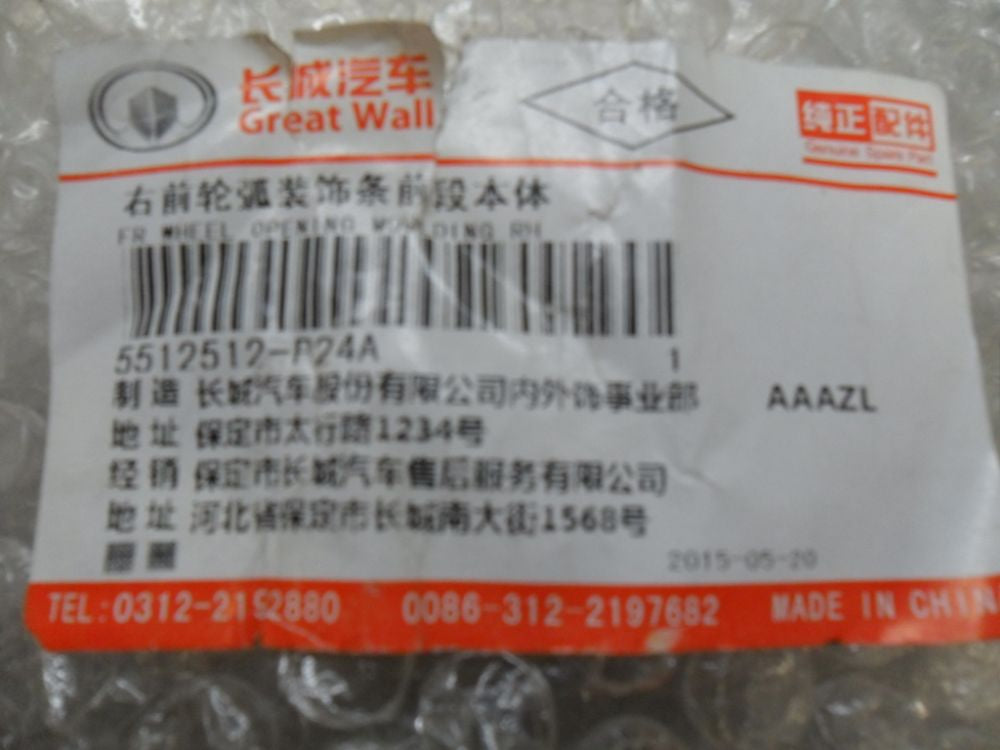 长城汽车
Great Wall
合格
纯正配件
Genuine Spare Part
右前轮弧装饰条前段本体
FR WHEEL OPENING MOULDING RH
5512512-P24A
1
制造 长城汽车股份有限公司内外饰事业部
AAAZL
地址 保定市太行路1234号
经销 保定市长城汽车售后服务有限公司
地址 河北省保定市长城南大街1568号
2015-05-20
TEL:0312-2192880 0086-312-2197682 MADE IN CHIN